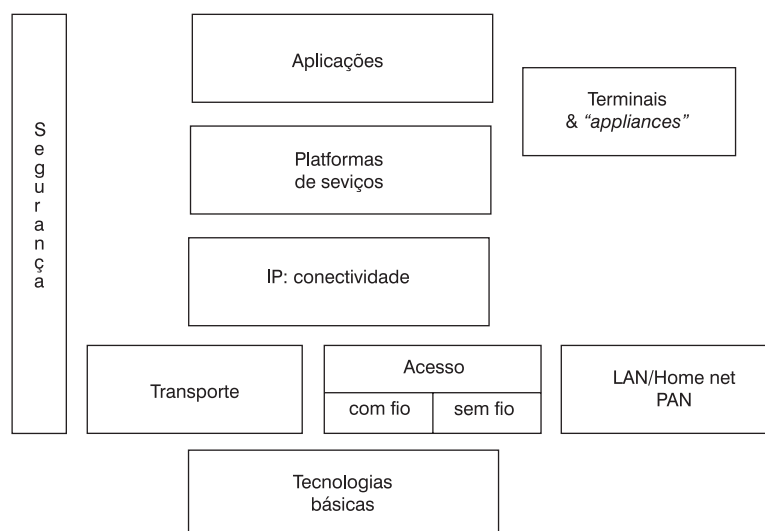 Segurança
Aplicações
Terminais
& “appliances”
Platformas
de seviços
IP: conectividade
Transporte
Acesso
com fio
sem fio
LAN/Home net
PAN
Tecnologias
básicas